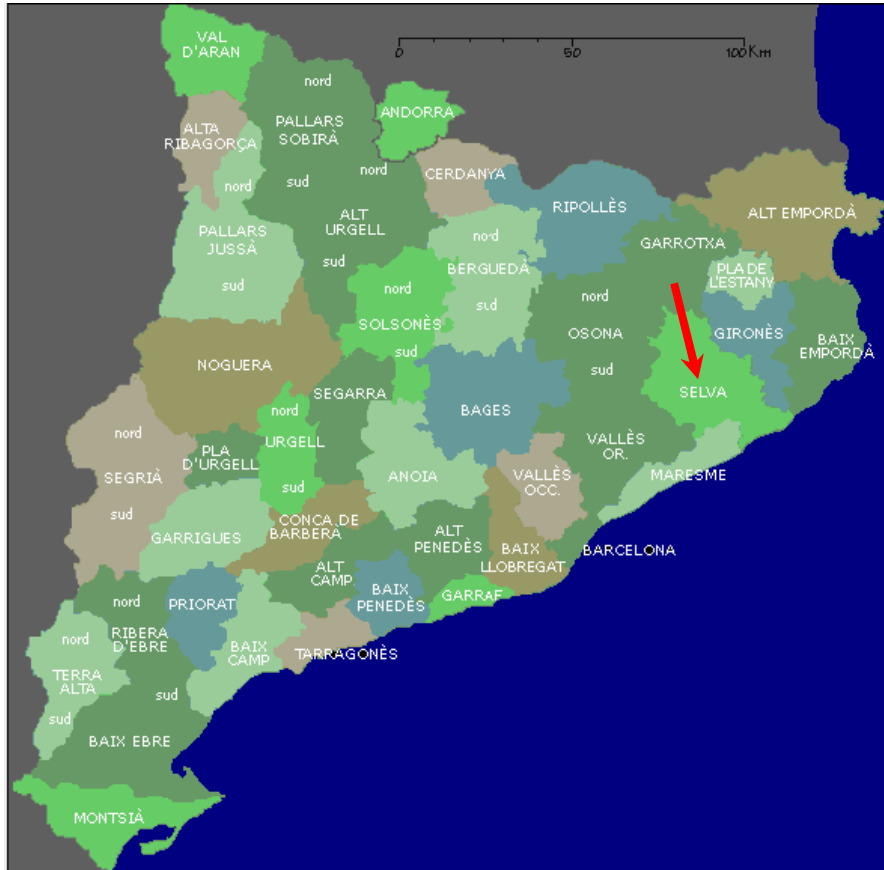 VAL
D'ARAN
0
50
100 Km
nord
ANDORRA
PALLARS
SOBIRÀ
ALTA
RIBAGORÇA
nord
CERDANYA
nord
sud
RIPOLLÈS
ALT EMPORDÀ
ALT
URGELL
PALLARS
JUSSÀ
nord
GARROTXA
sud
BERGUEDÀ
PLA DE
L'ESTANY
sud
nord
nord
sud
SOLSONÈS
OSONA
GIRONÈS
BAIX
EMPORDÀ
sud
NOGUERA
sud
SEGARRA
SELVA
nord
BAGES
nord
URGELL
VALLÈS
OR.
PLA
D'URGELL
SEGRIÀ
ANOIA
VALLÈS
OCC.
MARESME
sud
sud
CONCA DE
BARBERÀ
GARRIGUES
ALT
PENEDÈS
BAIX
LLOBREGAT
BARCELONA
ALT
CAMP
BAIX
PENEDÈS
GARRAF
nord
PRIORAT
nord
RIBERA
D'EBRE
BAIX
CAMP
TARRAGONÈS
TERRA
ALTA
sud
sud
BAIX EBRE
MONTSIÀ